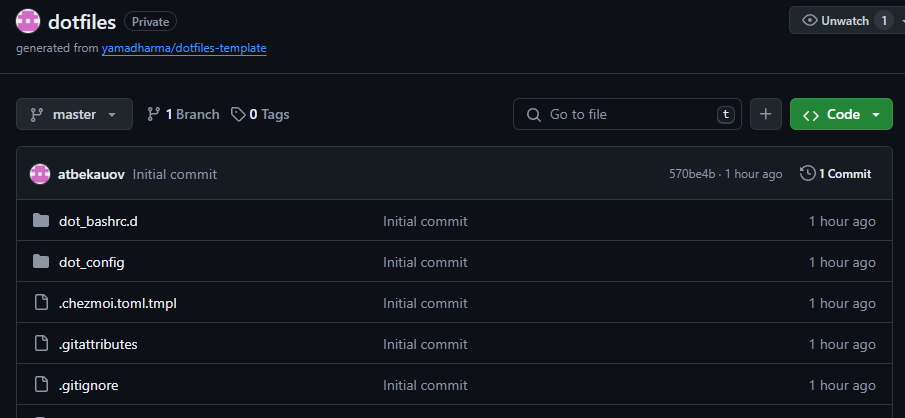 dotfiles Private Unwatch 1
generated from yamadharma/dotfiles-template
master 1 Branch 0 Tags Go to file t + Code
atbekauov Initial commit 570be4b · 1 hour ago 1 Commit
dot_bashrc.d Initial commit 1 hour ago
dot_config Initial commit 1 hour ago
.chezmoi.toml.tmpl Initial commit 1 hour ago
.gitattributes Initial commit 1 hour ago
.gitignore Initial commit 1 hour ago